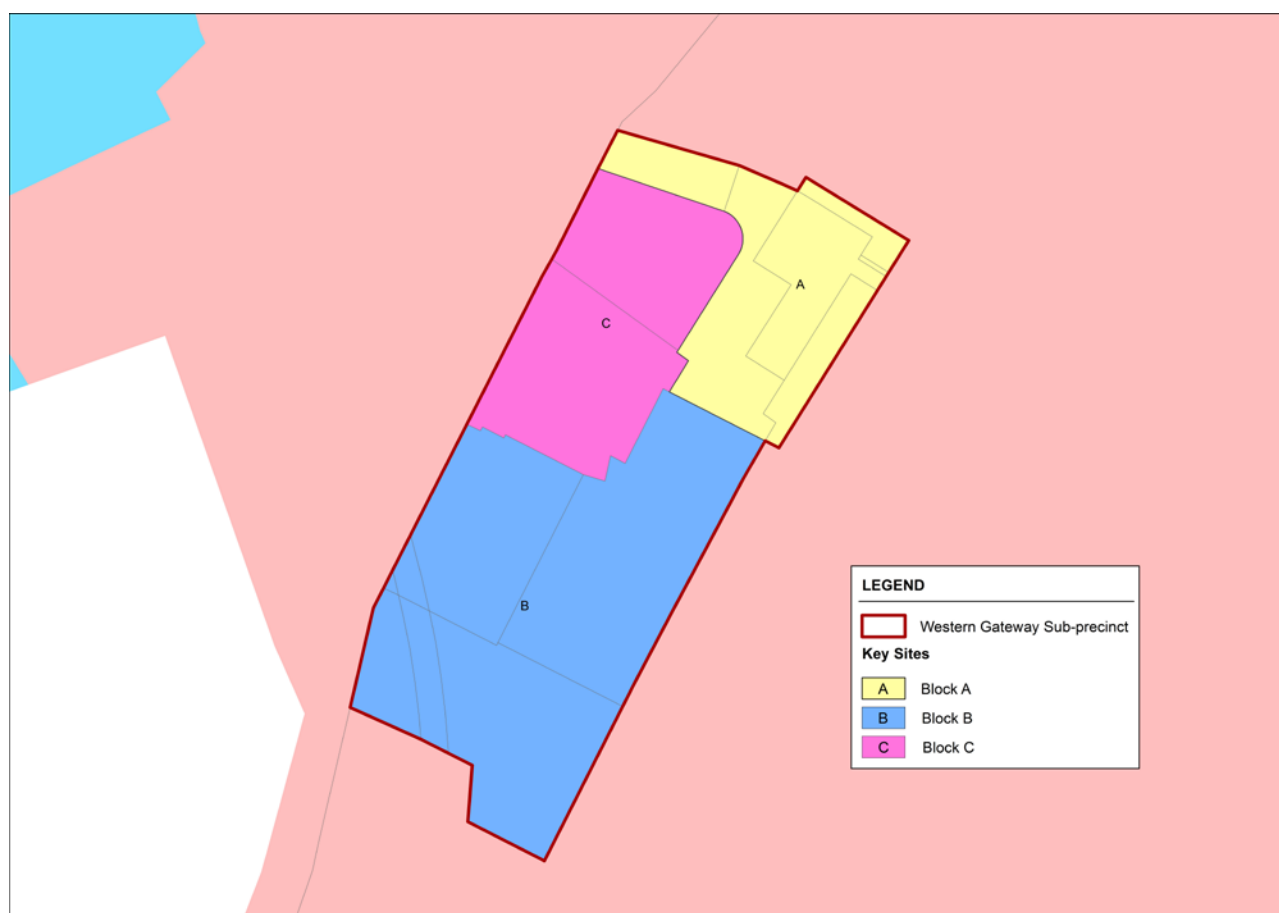 A
C
B
LEGEND
Western Gateway Sub-precinct
Key Sites
A Block A
B Block B
C Block C